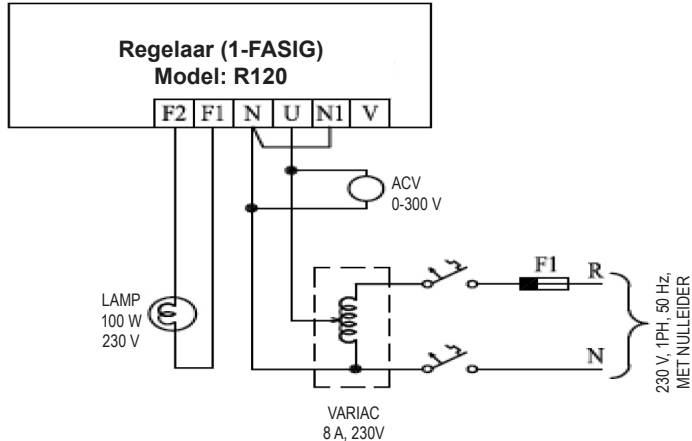 Regelaar (1-FASIG)
Model: R120
F2 F1 N U N1 V
ACV
0-300 V
F1
R
LAMP
100 W
230 V
N
230 V, 1PH, 50 Hz,
MET NULLEIDER
VARIAC
8 A, 230V